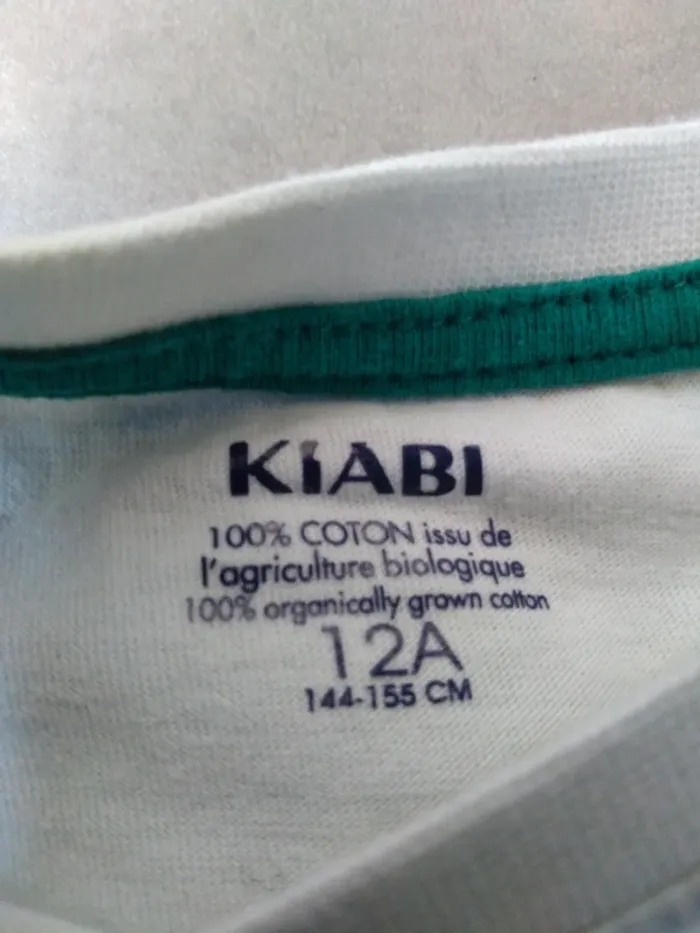 KIABI
100% COTON issu de
l'agriculture biologique
100% organically grown cotton
12A
144-155 CM